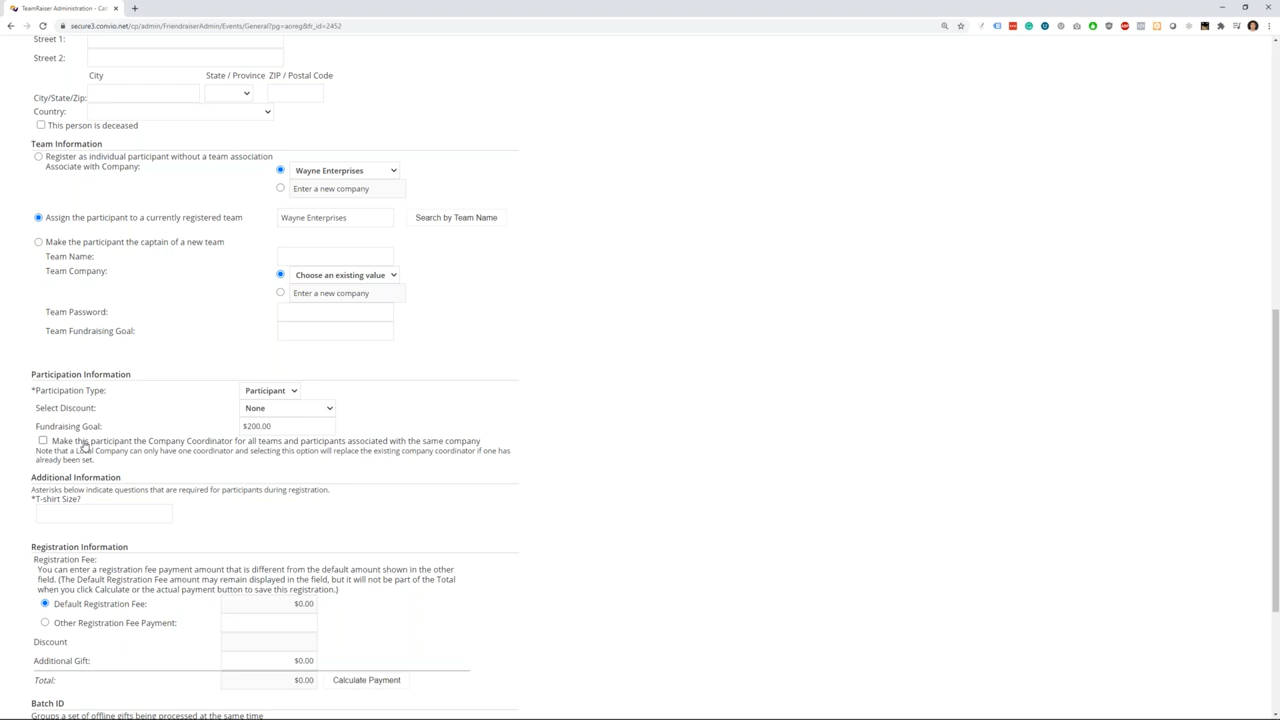 TeamRaiser Administration - Cat
secure3.convio.net/cp/admin/FriendraiserAdmin/Events/General?pg=aoreg&fr_id=2452
Street 1:
Street 2:
City State / Province ZIP / Postal Code
City/State/Zip:
Country:
This person is deceased
Team Information
Register as individual participant without a team association
Associate with Company:
Wayne Enterprises
Enter a new company
Assign the participant to a currently registered team Wayne Enterprises Search by Team Name
Make the participant the captain of a new team
Team Name:
Team Company: Choose an existing value
Enter a new company
Team Password:
Team Fundraising Goal:
Participation Information
*Participation Type: Participant
Select Discount: None
Fundraising Goal: $200.00
Make this participant the Company Coordinator for all teams and participants associated with the same company
Note that a Local Company can only have one coordinator and selecting this option will replace the existing company coordinator if one has
already been set.
Additional Information
Asterisks below indicate questions that are required for participants during registration.
*T-shirt Size?
Registration Information
Registration Fee:
You can enter a registration fee payment amount that is different from the default amount shown in the other
field. (The Default Registration Fee amount may remain displayed in the field, but it will not be part of the Total
when you click Calculate or the actual payment button to save this registration.)
Default Registration Fee: $0.00
Other Registration Fee Payment:
Discount
Additional Gift: $0.00
Total: $0.00 Calculate Payment
Batch ID
Groups a set of offline gifts being processed at the same time